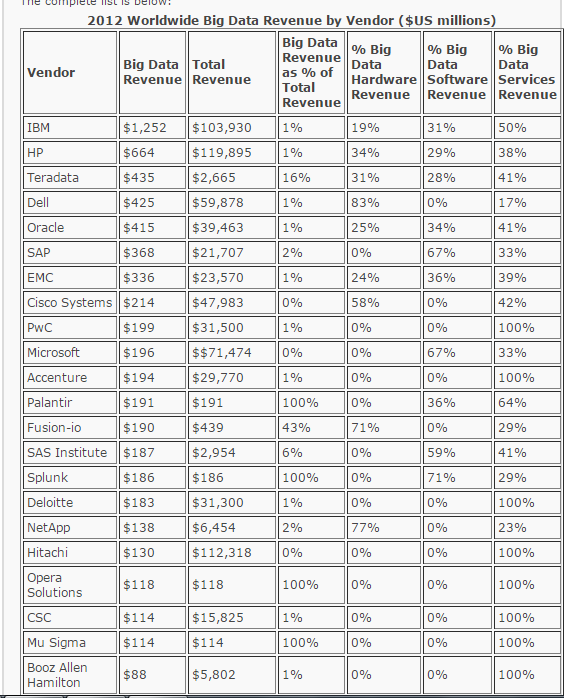 The complete list is below:
2012 Worldwide Big Data Revenue by Vendor ($US millions)
Vendor Big Data Revenue Total Revenue Big Data Revenue as % of Total Revenue % Big Data Hardware Revenue % Big Data Software Revenue % Big Data Services Revenue
IBM $1,252 $103,930 1% 19% 31% 50%
HP $664 $119,895 1% 34% 29% 38%
Teradata $435 $2,665 16% 31% 28% 41%
Dell $425 $59,878 1% 83% 0% 17%
Oracle $415 $39,463 1% 25% 34% 41%
SAP $368 $21,707 2% 0% 67% 33%
EMC $336 $23,570 1% 24% 36% 39%
Cisco Systems $214 $47,983 0% 58% 0% 42%
PwC $199 $31,500 1% 0% 0% 100%
Microsoft $196 $$71,474 0% 0% 67% 33%
Accenture $194 $29,770 1% 0% 0% 100%
Palantir $191 $191 100% 0% 36% 64%
Fusion-io $190 $439 43% 71% 0% 29%
SAS Institute $187 $2,954 6% 0% 59% 41%
Splunk $186 $186 100% 0% 71% 29%
Deloitte $183 $31,300 1% 0% 0% 100%
NetApp $138 $6,454 2% 77% 0% 23%
Hitachi $130 $112,318 0% 0% 0% 100%
Opera Solutions $118 $118 100% 0% 0% 100%
CSC $114 $15,825 1% 0% 0% 100%
Mu Sigma $114 $114 100% 0% 0% 100%
Booz Allen Hamilton $88 $5,802 1% 0% 0% 100%